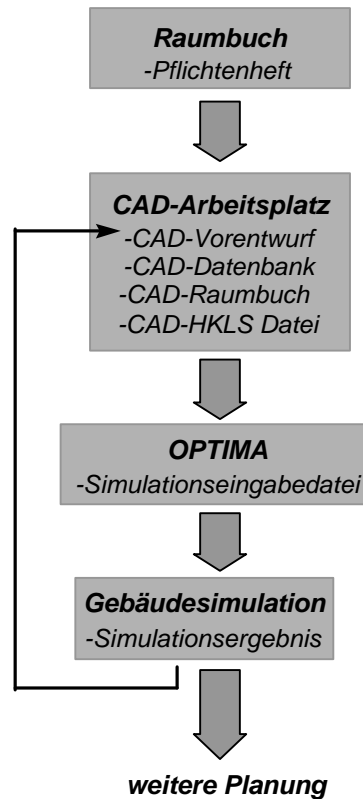 Raumbuch
-Pflichtenheft
CAD-Arbeitsplatz
-CAD-Vorentwurf
-CAD-Datenbank
-CAD-Raumbuch
-CAD-HKLS Datei
OPTIMA
-Simulationseingabedatei
Gebäudesimulation
-Simulationsergebnis
weitere Planung